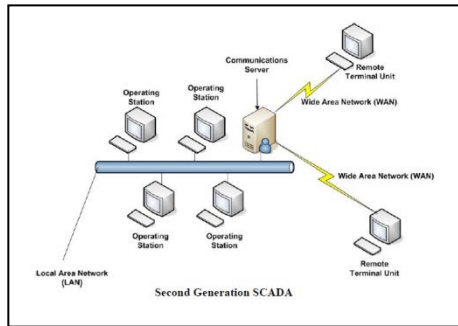 Communications
Server
Remote
Terminal Unit
Operating
Station
Operating
Station
Wide Area Network (WAN)
Wide Area Network (WAN)
Operating
Station
Operating
Station
Remote
Terminal Unit
Local Area Network
(LAN)
Second Generation SCADA